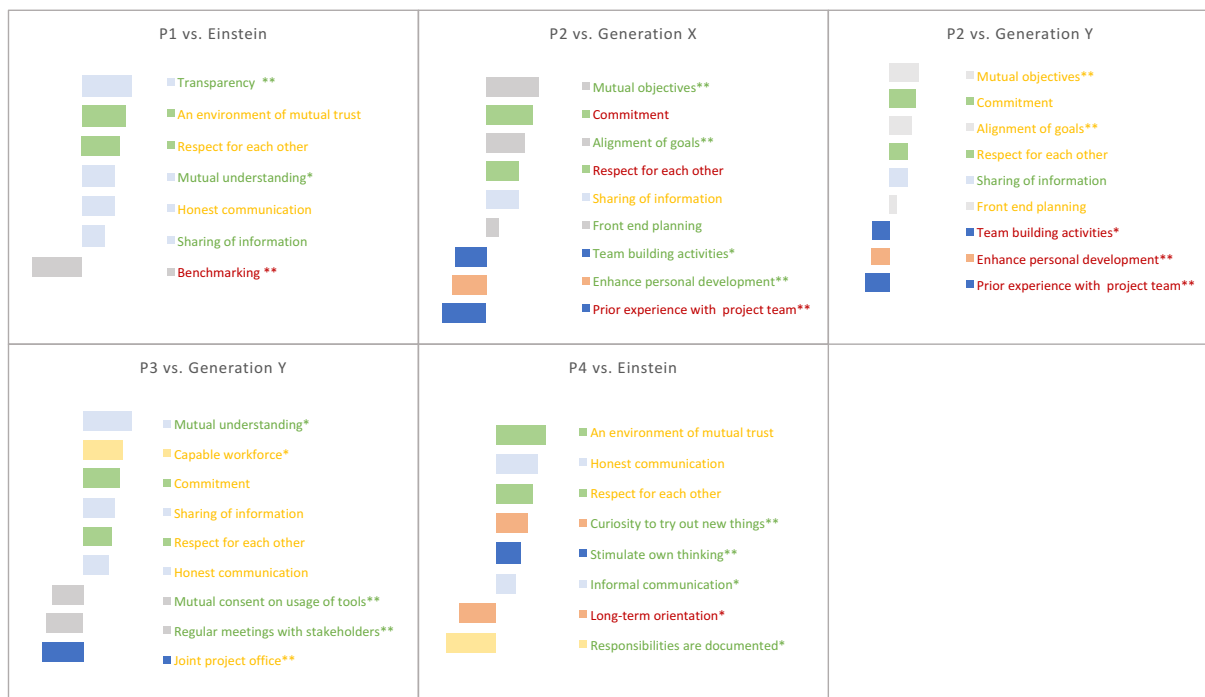 P1 vs. Einstein
Transparency **
An environment of mutual trust
Respect for each other
Mutual understanding*
Honest communication
Sharing of information
Benchmarking **
P2 vs. Generation X
Mutual objectives**
Commitment
Alignment of goals**
Respect for each other
Sharing of information
Front end planning
Team building activities*
Enhance personal development**
Prior experience with project team**
P2 vs. Generation Y
Mutual objectives**
Commitment
Alignment of goals**
Respect for each other
Sharing of information
Front end planning
Team building activities*
Enhance personal development**
Prior experience with project team**
P3 vs. Generation Y
Mutual understanding*
Capable workforce*
Commitment
Sharing of information
Respect for each other
Honest communication
Mutual consent on usage of tools**
Regular meetings with stakeholders**
Joint project office**
P4 vs. Einstein
An environment of mutual trust
Honest communication
Respect for each other
Curiosity to try out new things**
Stimulate own thinking**
Informal communication*
Long-term orientation*
Responsibilities are documented*